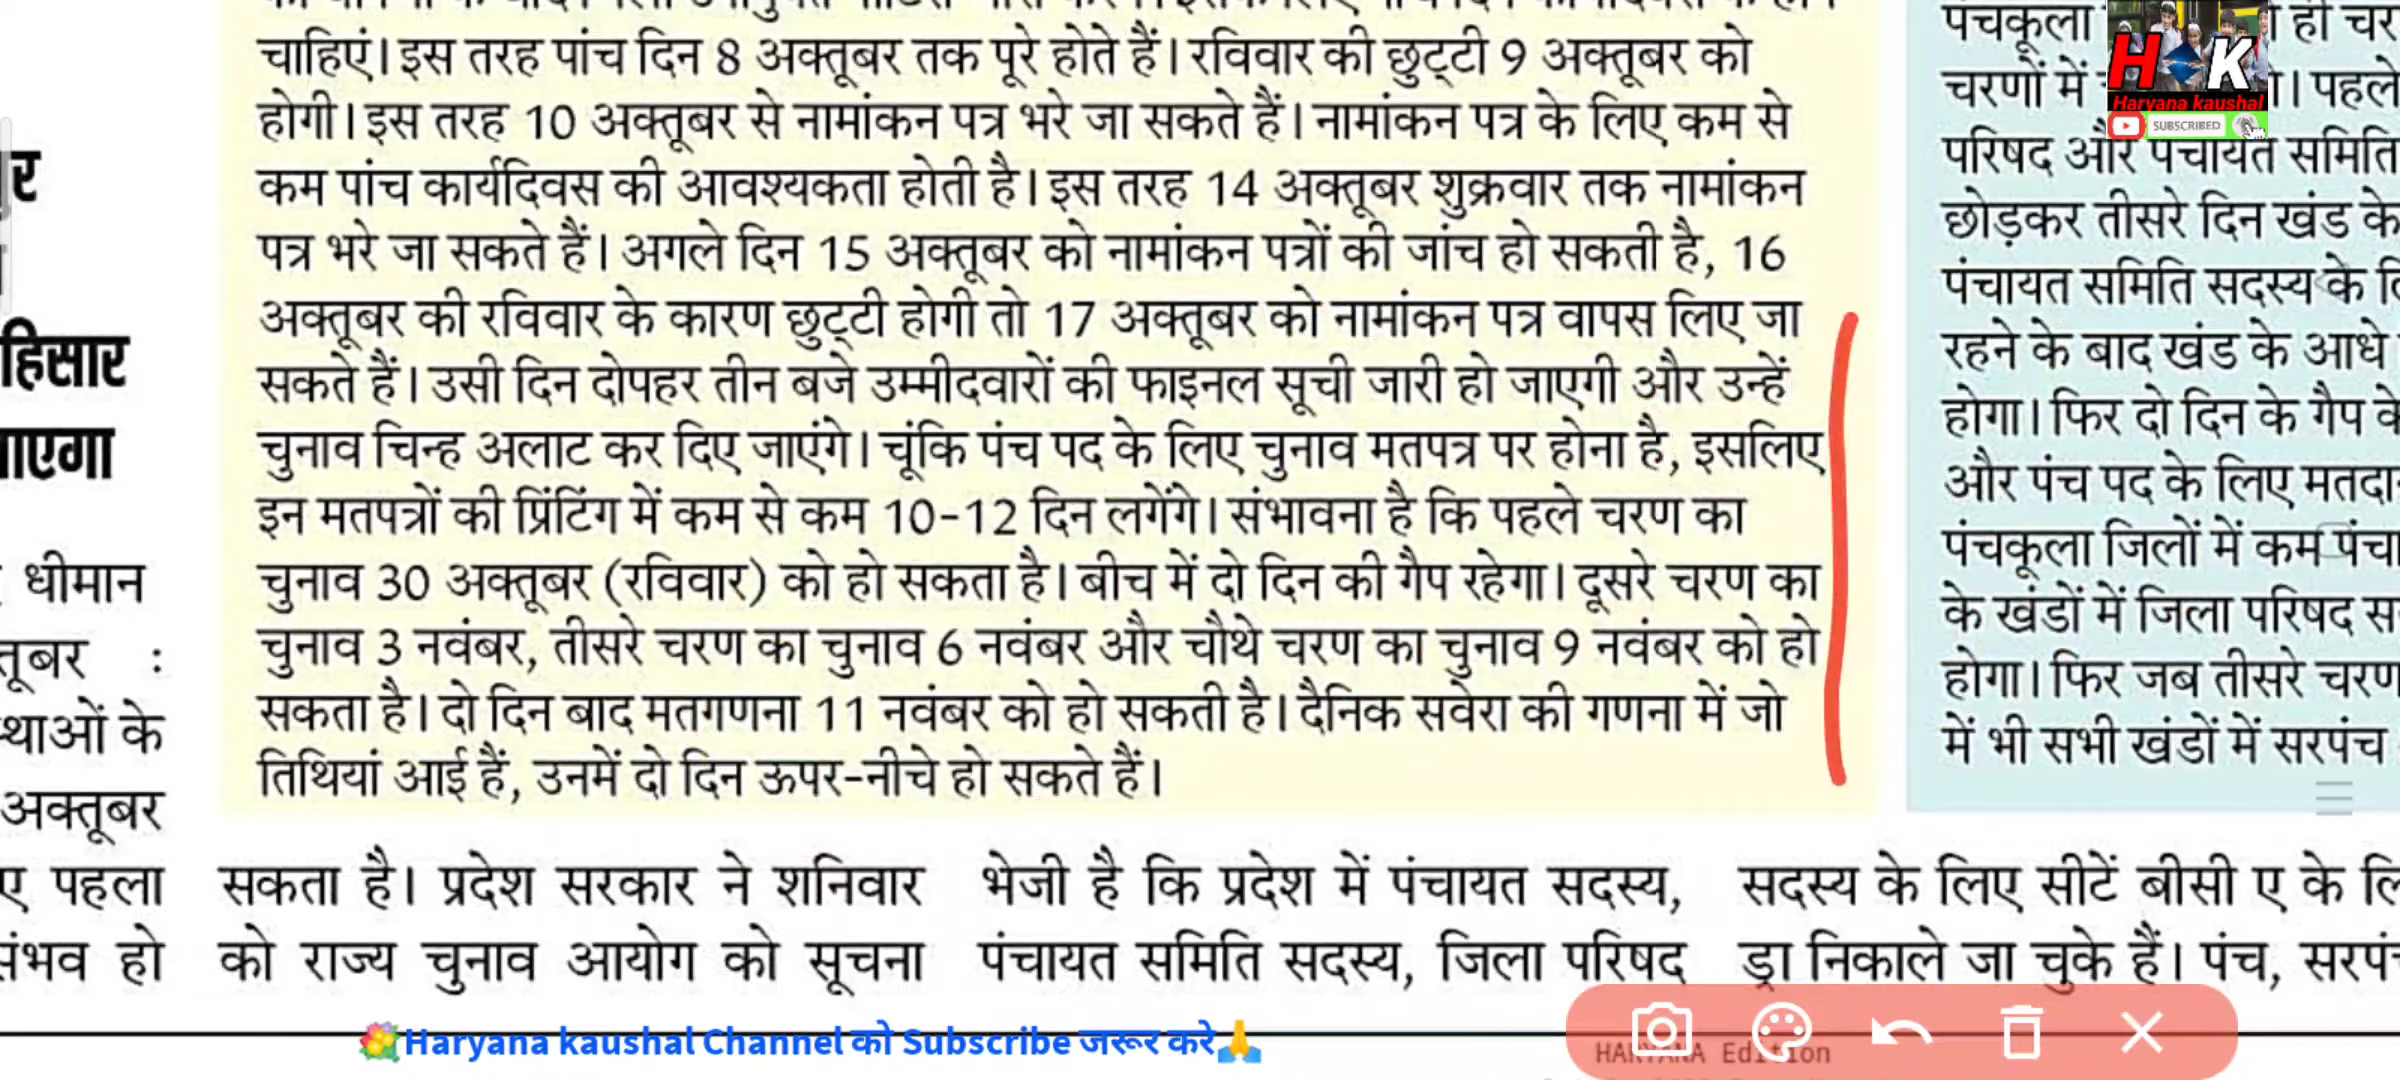 चाहिएं। इस तरह पांच दिन 8 अक्तूबर तक पूरे होते हैं। रविवार की छुट्टी 9 अक्तूबर को
होगी। इस तरह 10 अक्तूबर से नामांकन पत्र भरे जा सकते हैं। नामांकन पत्र के लिए कम से
कम पांच कार्यदिवस की आवश्यकता होती है। इस तरह 14 अक्तूबर शुक्रवार तक नामांकन
पत्र भरे जा सकते हैं। अगले दिन 15 अक्तूबर को नामांकन पत्रों की जांच हो सकती है, 16
अक्तूबर की रविवार के कारण छुट्टी होगी तो 17 अक्तूबर को नामांकन पत्र वापस लिए जा
सकते हैं। उसी दिन दोपहर तीन बजे उम्मीदवारों की फाइनल सूची जारी हो जाएगी और उन्हें
चुनाव चिन्ह अलाट कर दिए जाएंगे। चूंकि पंच पद के लिए चुनाव मतपत्र पर होना है, इसलिए
इन मतपत्रों की प्रिंटिंग में कम से कम 10-12 दिन लगेंगे। संभावना है कि पहले चरण का
चुनाव 30 अक्तूबर (रविवार) को हो सकता है। बीच में दो दिन की गैप रहेगा। दूसरे चरण का
चुनाव 3 नवंबर, तीसरे चरण का चुनाव 6 नवंबर और चौथे चरण का चुनाव 9 नवंबर को हो
सकता है। दो दिन बाद मतगणना 11 नवंबर को हो सकती है। दैनिक सवेरा की गणना में जो
तिथियां आई हैं, उनमें दो दिन ऊपर-नीचे हो सकते हैं।
पंचकूला ही चर
चरणों में पहले
परिषद और पंचायत समिति
छोड़कर तीसरे दिन खंड के
पंचायत समिति सदस्य के
रहने के बाद खंड के आधे
होगा। फिर दो दिन के गैप के
और पंच पद के लिए मतदा
पंचकूला जिलों में कम पंचा
के खंडों में जिला परिषद स
होगा। फिर जब तीसरे चरण
में भी सभी खंडों में सरपंच
H K
Haryana kaushal
SUBSCRIBED
हिसार
ाएगा
धीमान
तूबर :
थाओं के
अक्तूबर
ए पहला
संभव हो
सकता है। प्रदेश सरकार ने शनिवार
को राज्य चुनाव आयोग को सूचना
भेजी है कि प्रदेश में पंचायत सदस्य,
पंचायत समिति सदस्य, जिला परिषद
सदस्य के लिए सीटें बीसी ए के लि
ड्रा निकाले जा चुके हैं। पंच, सरपं
Haryana kaushal Channel को Subscribe जरूर करे
HARYANA Edition